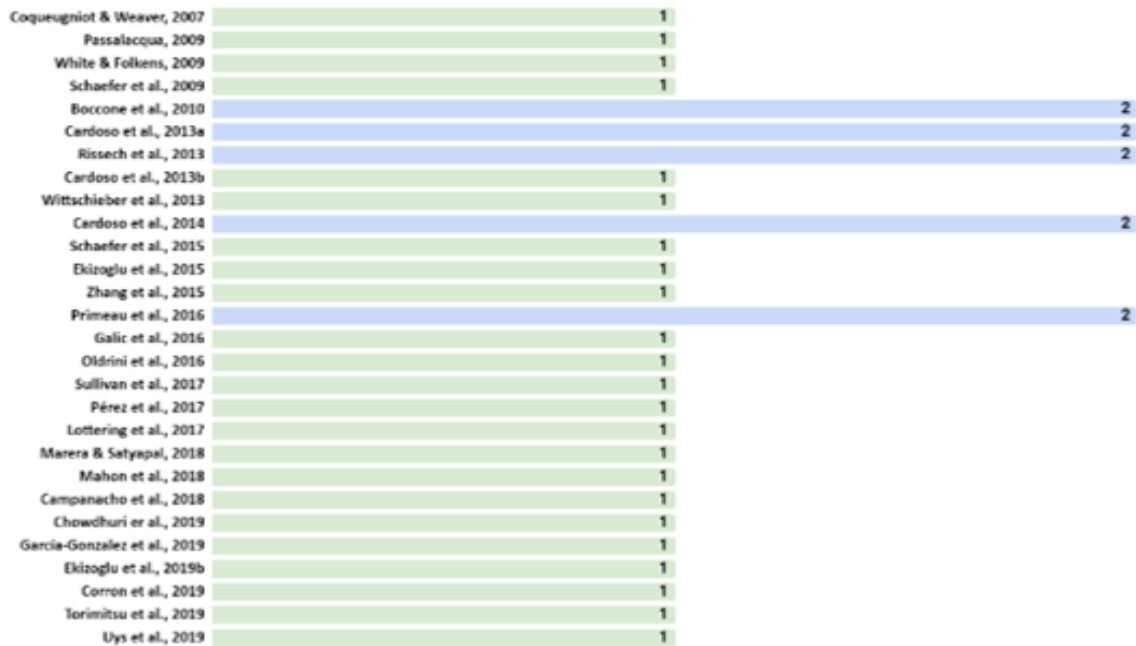 Coqueugniot & Weaver, 2007 1
Passalacqua, 2009 1
White & Folkens, 2009 1
Schaefer et al., 2009 1
Boccone et al., 2010 2
Cardoso et al., 2013a 2
Rissech et al., 2013 2
Cardoso et al., 2013b 1
Wittschieber et al., 2013 1
Cardoso et al., 2014 2
Schaefer et al., 2015 1
Ekizoglu et al., 2015 1
Zhang et al., 2015 1
Primeau et al., 2016 2
Galic et al., 2016 1
Oldrini et al., 2016 1
Sullivan et al., 2017 1
Pérez et al., 2017 1
Lottering et al., 2017 1
Marera & Satyapal, 2018 1
Mahon et al., 2018 1
Campanacho et al., 2018 1
Chowdhuri er al., 2019 1
García-Gonzalez et al., 2019 1
Ekizoglu et al., 2019b 1
Corron et al., 2019 1
Torimitsu et al., 2019 1
Uys et al., 2019 1